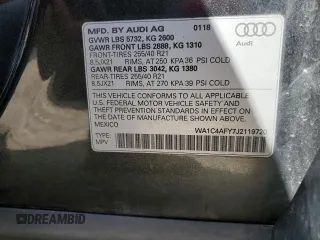 MFD. BY AUDI AG 0118
GVWR LBS 5732, KG 2600
GAWR FRONT LBS 2888, KG 1310
FRONT-TIRES 255/40 R21
8.5JX21 RIMS, AT 250 KPA 36 PSI COLD
GAWR REAR LBS 3042, KG 1380
REAR-TIRES 255/40 R21
8.5JX21 RIMS, AT 270 KPA 39 PSI COLD
Audi
THIS VEHICLE CONFORMS TO ALL APPLICABLE
U.S. FEDERAL MOTOR VEHICLE SAFETY AND
THEFT PREVENTION STANDARDS IN EFFECT ON
THE DATE OF MANUFACTURE SHOWN ABOVE.
MEXICO
TYPE: WA1C4AFY7J2119720
MPV
DREAMBID